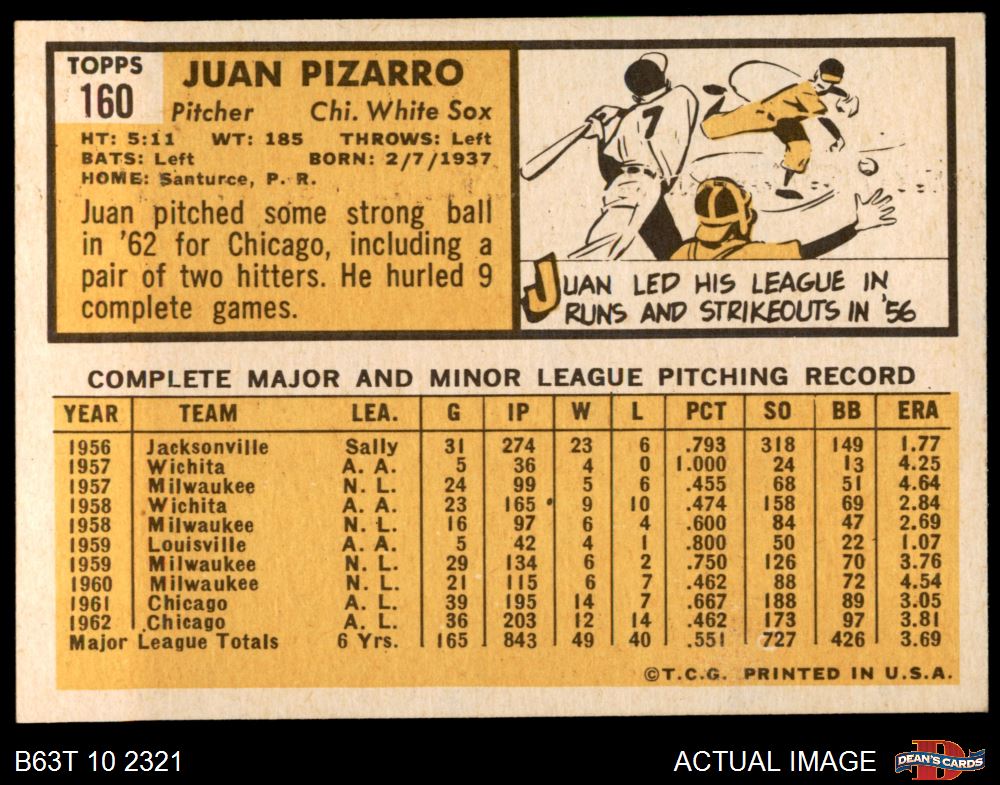 TOPPS
160
JUAN PIZARRO
Pitcher Chi. White Sox
HT: 5:11 WT: 185 THROWS: Left
BATS: Left BORN: 2/7/1937
HOME: Santurce, P. R.
Juan pitched some strong ball
in '62 for Chicago, including a
pair of two hitters. He hurled 9
complete games.
7
JUAN LED HIS LEAGUE IN
RUNS AND STRIKEOUTS IN '56
COMPLETE MAJOR AND MINOR LEAGUE PITCHING RECORD
YEAR TEAM LEA. G IP W L PCT SO BB ERA
1956 Jacksonville Sally 31 274 23 6 .793 318 149 1.77
1957 Wichita A. A. 5 36 4 0 1.000 24 13 4.25
1957 Milwaukee N. L. 24 99 5 6 .455 68 51 4.64
1958 Wichita A. A. 23 165 9 10 .474 158 69 2.84
1958 Milwaukee N. L. 16 97 6 4 .600 84 47 2.69
1959 Louisville A. A. 5 42 4 1 .800 50 22 1.07
1959 Milwaukee N. L. 29 134 6 2 .750 126 70 3.76
1960 Milwaukee N. L. 21 115 6 7 .462 88 72 4.54
1961 Chicago A. L. 39 195 14 7 .667 188 89 3.05
1962 Chicago A. L. 36 203 12 14 .462 173 97 3.81
Major League Totals 6 Yrs. 165 843 49 40 .551 727 426 3.69
©T.C.G. PRINTED IN U.S.A.
B63T 10 2321 ACTUAL IMAGE
D
DEAN'S CARDS